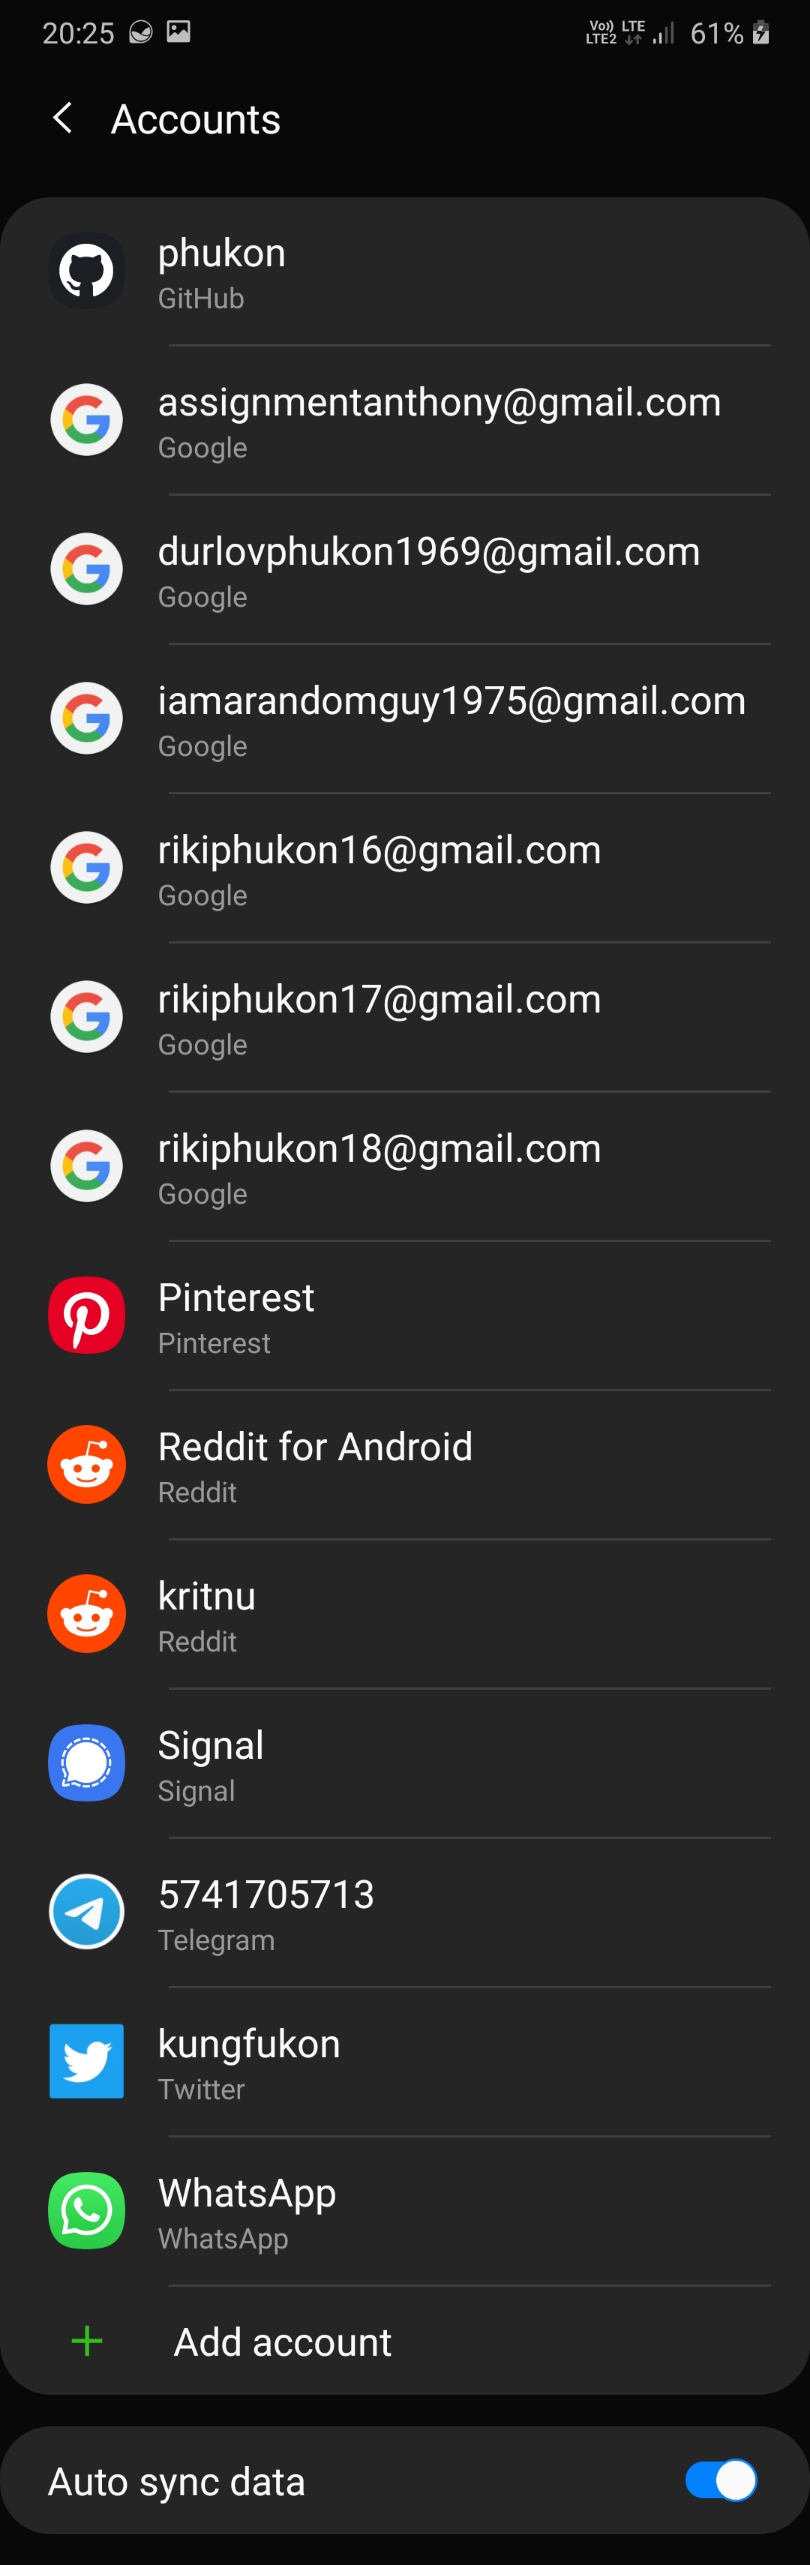 20:25 Vo)) LTE LTE2 61%
Accounts
phukon
GitHub
assignmentanthony@gmail.com
Google
durlovphukon1969@gmail.com
Google
iamarandomguy1975@gmail.com
Google
rikiphukon16@gmail.com
Google
rikiphukon17@gmail.com
Google
rikiphukon18@gmail.com
Google
Pinterest
Pinterest
Reddit for Android
Reddit
kritnu
Reddit
Signal
Signal
5741705713
Telegram
kungfukon
Twitter
WhatsApp
WhatsApp
Add account
Auto sync data